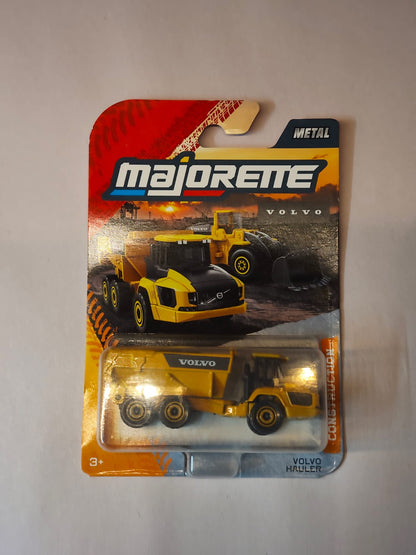 METAL
majorette
VOLVO
VOLVO
CONSTRUCTION
3+
VOLVO
HAULER